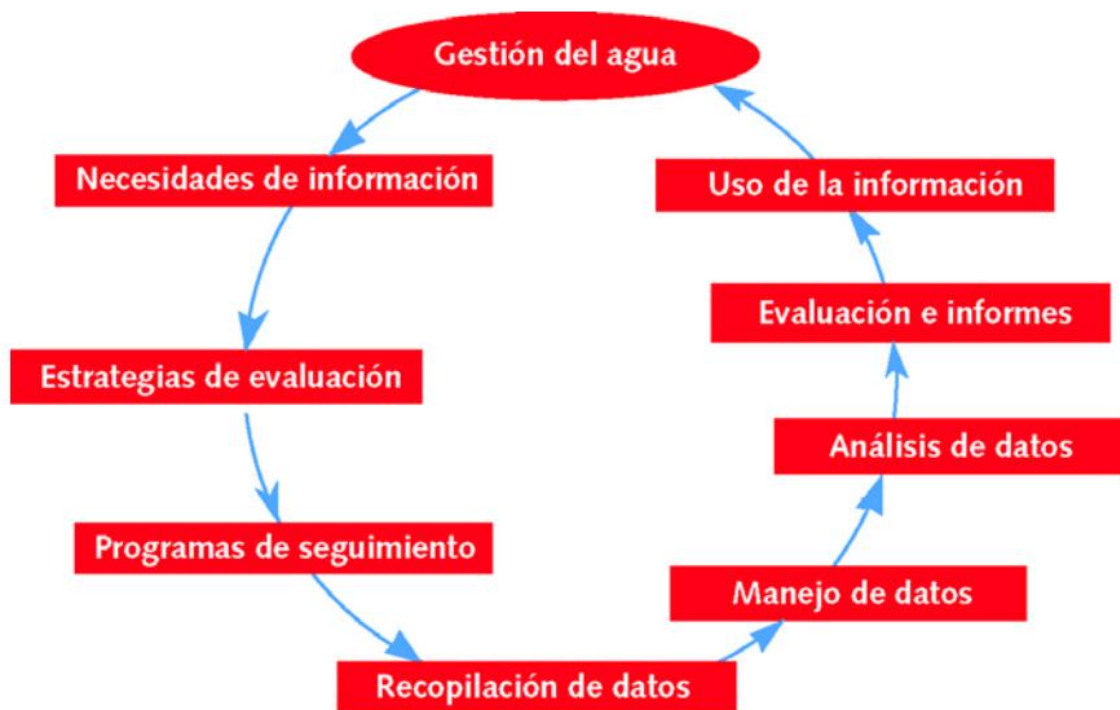 Gestión del agua
Necesidades de información
Estrategias de evaluación
Programas de seguimiento
Recopilación de datos
Manejo de datos
Análisis de datos
Evaluación e informes
Uso de la información